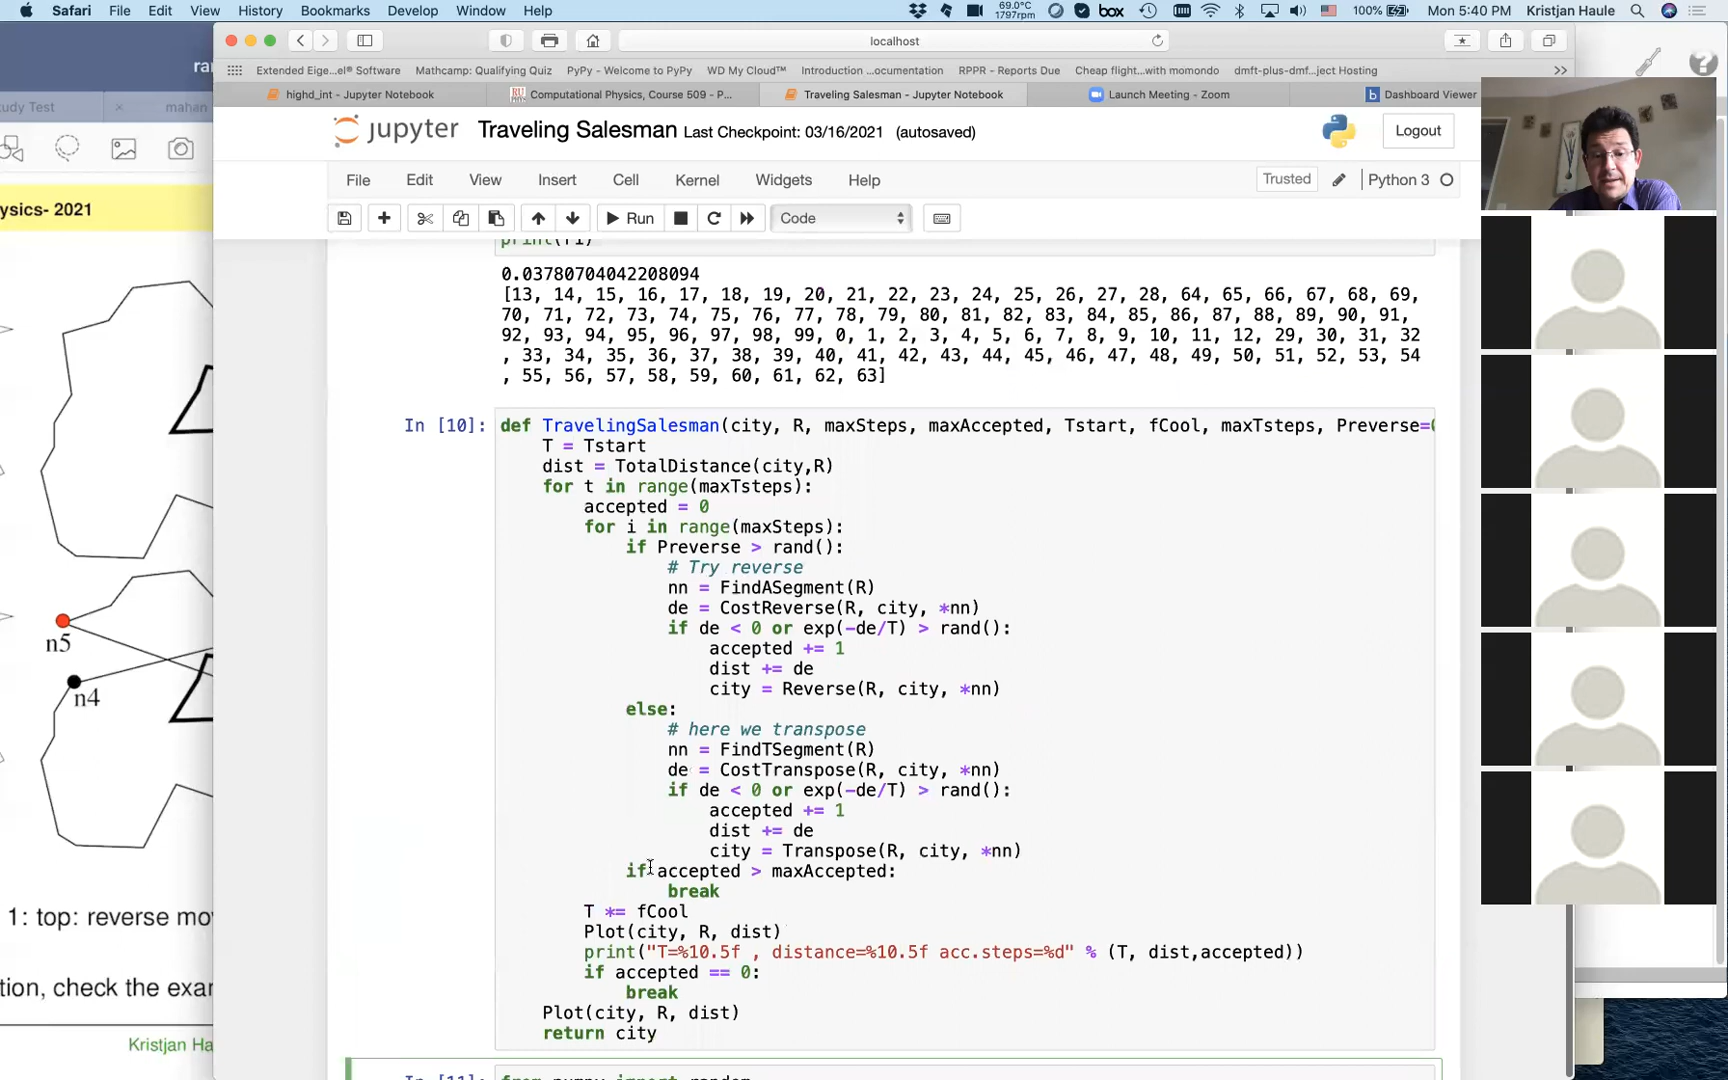 Safari File Edit View History Bookmarks Develop Window Help
69.0°C
1797rpm
box
100%
Mon 5:40 PM Kristjan Haule
localhost
Extended Eige...el® Software Mathcamp: Qualifying Quiz PyPy - Welcome to PyPy WD My Cloud™ Introduction ...ocumentation RPPR - Reports Due Cheap flight...with momondo dmft-plus-dmf...ject Hosting
highd_int - Jupyter Notebook
Computational Physics, Course 509 - P...
Traveling Salesman - Jupyter Notebook
Launch Meeting - Zoom
Dashboard Viewer
jupyter Traveling Salesman Last Checkpoint: 03/16/2021 (autosaved)
Logout
File Edit View Insert Cell Kernel Widgets Help
Trusted
Python 3
Run
Code
0.03780704042208094
[13, 14, 15, 16, 17, 18, 19, 20, 21, 22, 23, 24, 25, 26, 27, 28, 64, 65, 66, 67, 68, 69,
70, 71, 72, 73, 74, 75, 76, 77, 78, 79, 80, 81, 82, 83, 84, 85, 86, 87, 88, 89, 90, 91,
92, 93, 94, 95, 96, 97, 98, 99, 0, 1, 2, 3, 4, 5, 6, 7, 8, 9, 10, 11, 12, 29, 30, 31, 32
, 33, 34, 35, 36, 37, 38, 39, 40, 41, 42, 43, 44, 45, 46, 47, 48, 49, 50, 51, 52, 53, 54
, 55, 56, 57, 58, 59, 60, 61, 62, 63]
In [10]: def TravelingSalesman(city, R, maxSteps, maxAccepted, Tstart, fCool, maxTsteps, Preverse=
T = Tstart
dist = TotalDistance(city,R)
for t in range(maxTsteps):
accepted = 0
for i in range(maxSteps):
if Preverse > rand():
# Try reverse
nn = FindASegment(R)
de = CostReverse(R, city, *nn)
if de < 0 or exp(-de/T) > rand():
accepted += 1
dist += de
city = Reverse(R, city, *nn)
else:
# here we transpose
nn = FindTSegment(R)
de = CostTranspose(R, city, *nn)
if de < 0 or exp(-de/T) > rand():
accepted += 1
dist += de
city = Transpose(R, city, *nn)
if accepted > maxAccepted:
break
T *= fCool
Plot(city, R, dist)
print("T=%10.5f , distance=%10.5f acc.steps=%d" % (T, dist,accepted))
if accepted == 0:
break
Plot(city, R, dist)
return city
ra
tudy Test
mahan
ysics- 2021
n5
n4
1: top: reverse mo
tion, check the exa
Kristjan Ha